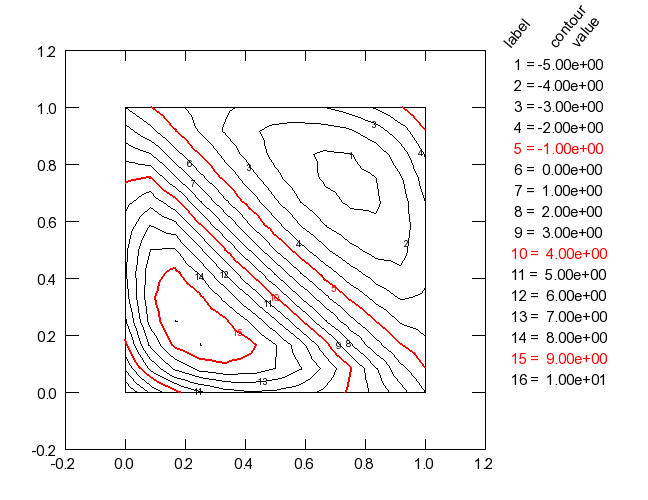 label contour value
1 = -5.00e+00
2 = -4.00e+00
3 = -3.00e+00
4 = -2.00e+00
5 = -1.00e+00
6 = 0.00e+00
7 = 1.00e+00
8 = 2.00e+00
9 = 3.00e+00
10 = 4.00e+00
11 = 5.00e+00
12 = 6.00e+00
13 = 7.00e+00
14 = 8.00e+00
15 = 9.00e+00
16 = 1.00e+01
1.2
1.0
0.8
0.6
0.4
0.2
0.0
-0.2
-0.2 0.0 0.2 0.4 0.6 0.8 1.0 1.2
3
4
1
6
3
7
4
2
14
12
5
10
11
15
9 8
13
11